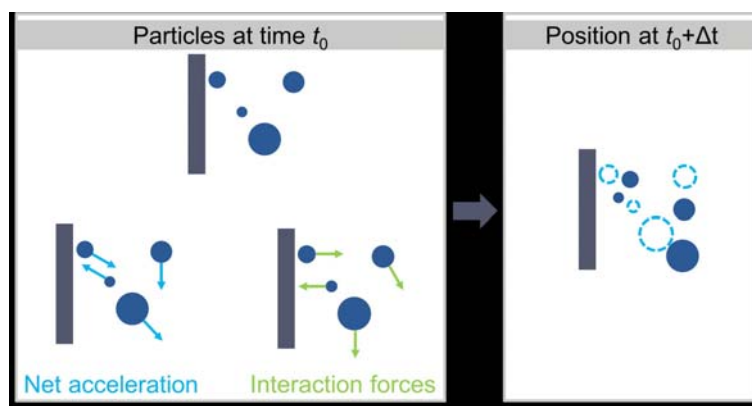 Particles at time t₀
Position at t₀+Δt
Net acceleration
Interaction forces